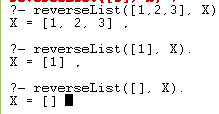 ?- reverseList([1,2,3], X)
X = [1, 2, 3] ,
?- reverseList([1], X).
X = [1] ,
?- reverseList([], X).
X = []